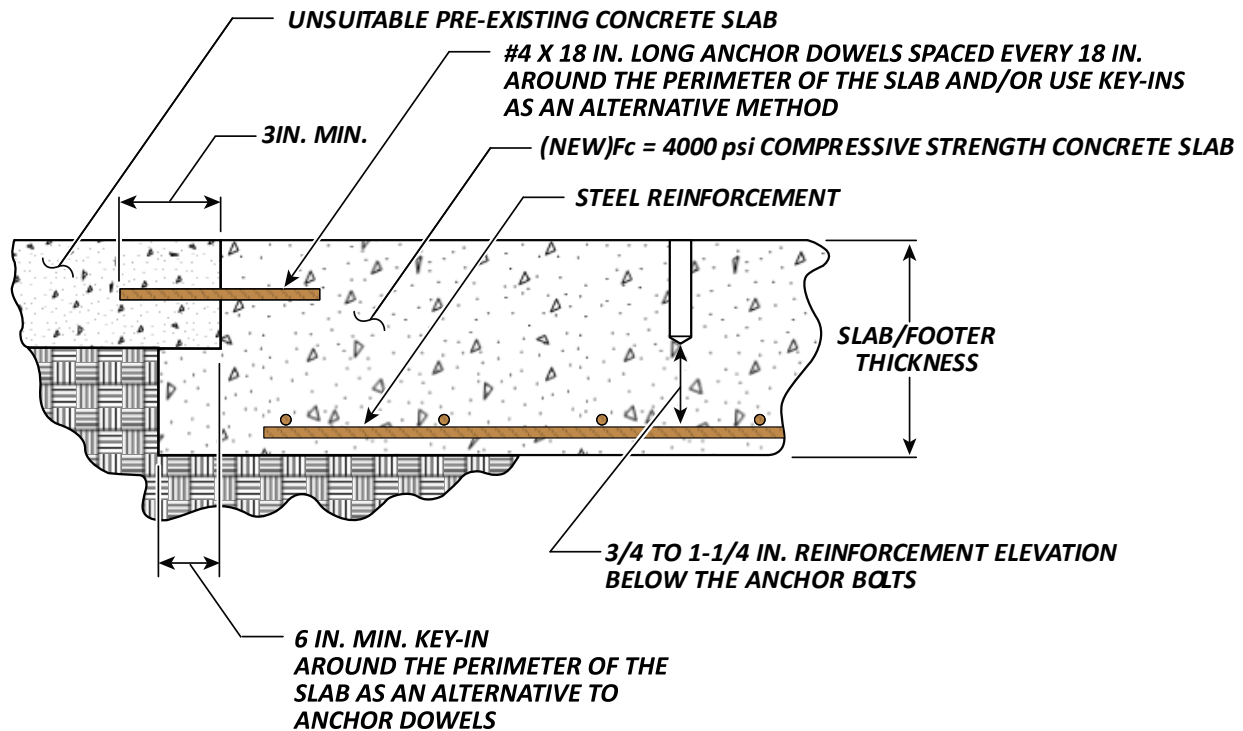 UNSUITABLE PRE-EXISTING CONCRETE SLAB
#4 X 18 IN. LONG ANCHOR DOWELS SPACED EVERY 18 IN.
AROUND THE PERIMETER OF THE SLAB AND/OR USE KEY-INS
AS AN ALTERNATIVE METHOD
3IN. MIN.
(NEW)Fc = 4000 psi COMPRESSIVE STRENGTH CONCRETE SLAB
STEEL REINFORCEMENT
SLAB/FOOTER
THICKNESS
3/4 TO 1-1/4 IN. REINFORCEMENT ELEVATION
BELOW THE ANCHOR BOLTS
6 IN. MIN. KEY-IN
AROUND THE PERIMETER OF THE
SLAB AS AN ALTERNATIVE TO
ANCHOR DOWELS